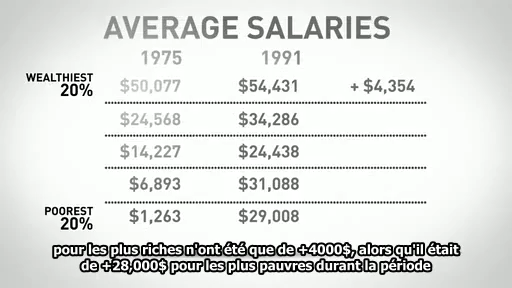 AVERAGE SALARIES
1975 1991
WEALTHIEST
20% $50,077 $54,431 + $4,354
$24,568 $34,286
$14,227 $24,438
$6,893 $31,088
POOREST
20% $1,263 $29,008
pour les plus riches n'ont été que de +4000$, alors qu'il était
de +28,000$ pour les plus pauvres durant la période